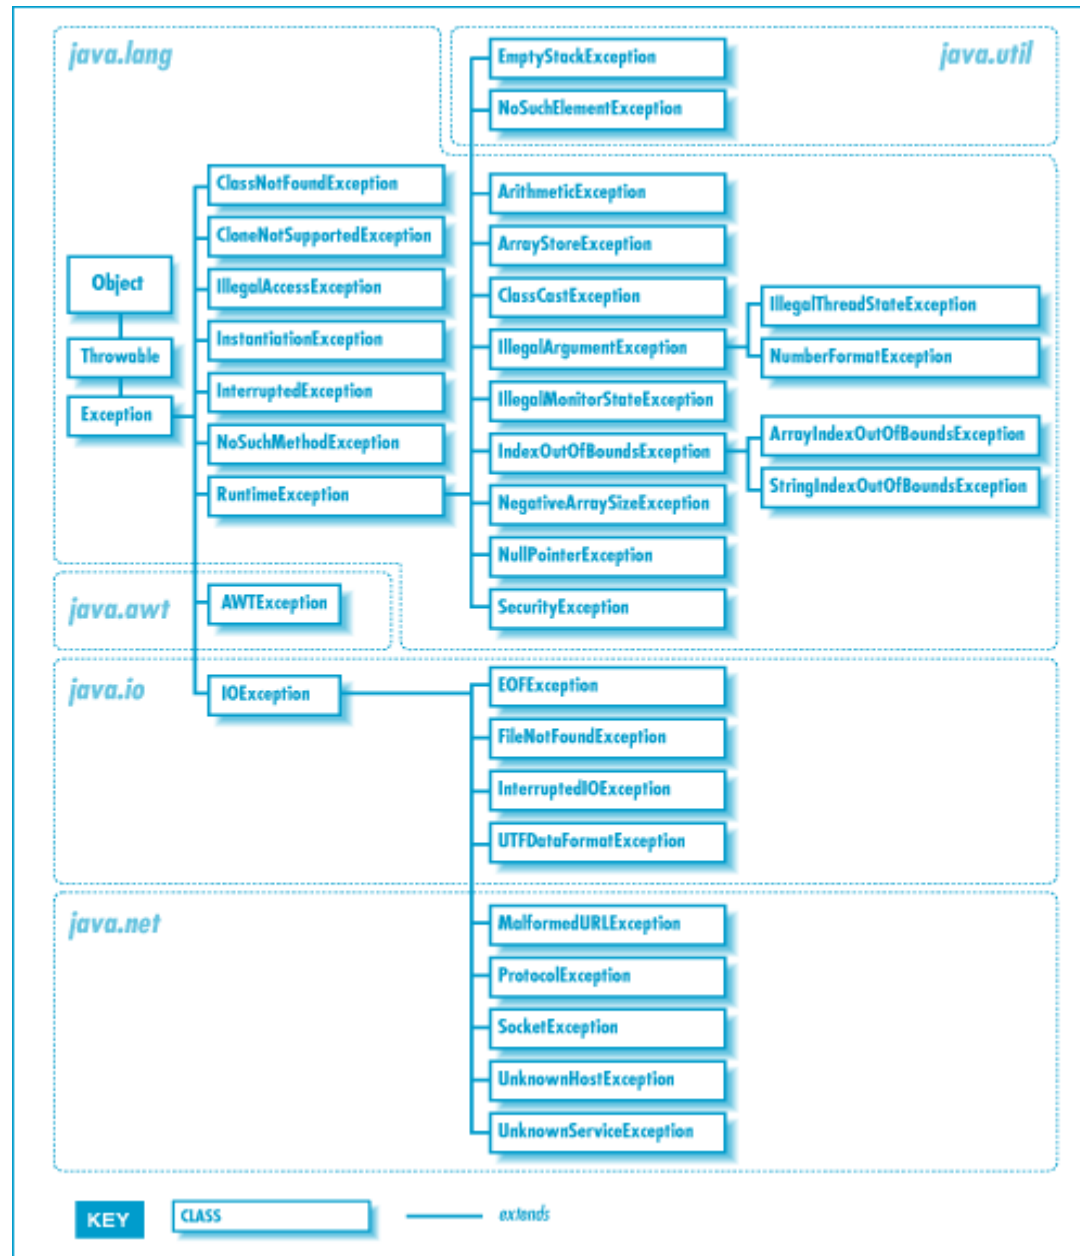 java.lang
java.util
EmptyStackException
NoSuchElementException
ClassNotFoundException
CloneNotSupportedException
IllegalAccessException
InstantiationException
InterruptedException
NoSuchMethodException
RuntimeException
Object
Throwable
Exception
ArithmeticException
ArrayStoreException
ClassCastException
IllegalArgumentException
IllegalMonitorStateException
IndexOutOfBoundsException
NegativeArraySizeException
NullPointerException
SecurityException
IllegalThreadStateException
NumberFormatException
ArrayIndexOutOfBoundsException
StringIndexOutOfBoundsException
java.awt
AWTException
java.io
IOException
EOFException
FileNotFoundException
InterruptedIOException
UTFDataFormatException
java.net
MalformedURLException
ProtocolException
SocketException
UnknownHostException
UnknownServiceException
KEY
CLASS
extends